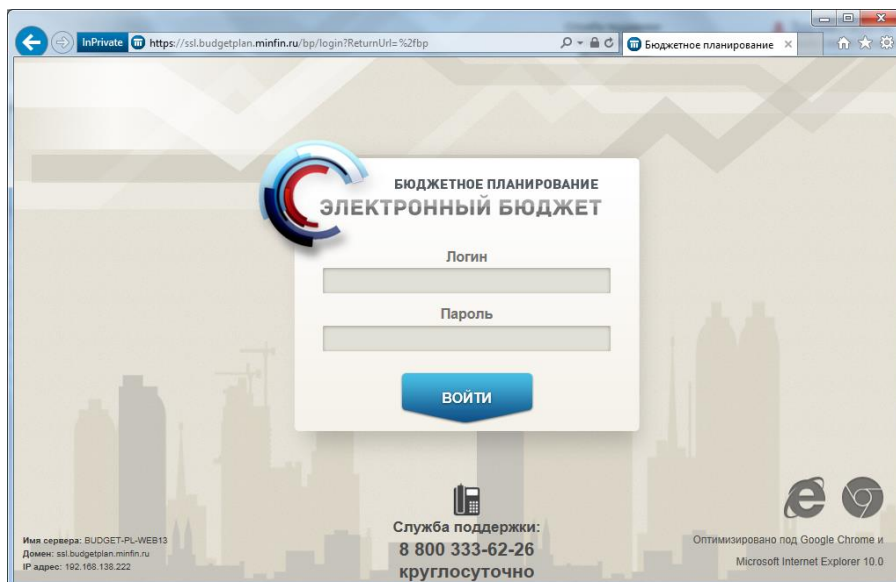 InPrivate https://ssl.budgetplan.minfin.ru/bp/login?ReturnUrl=%2fbp Бюджетное планирование
БЮДЖЕТНОЕ ПЛАНИРОВАНИЕ
ЭЛЕКТРОННЫЙ БЮДЖЕТ
Логин
Пароль
ВОЙТИ
Служба поддержки:
8 800 333-62-26
круглосуточно
Имя сервера: BUDGET-PL-WEB13
Домен: ssl.budgetplan.minfin.ru
IP адрес: 192.168.138.222
Оптимизировано под Google Chrome и
Microsoft Internet Explorer 10.0